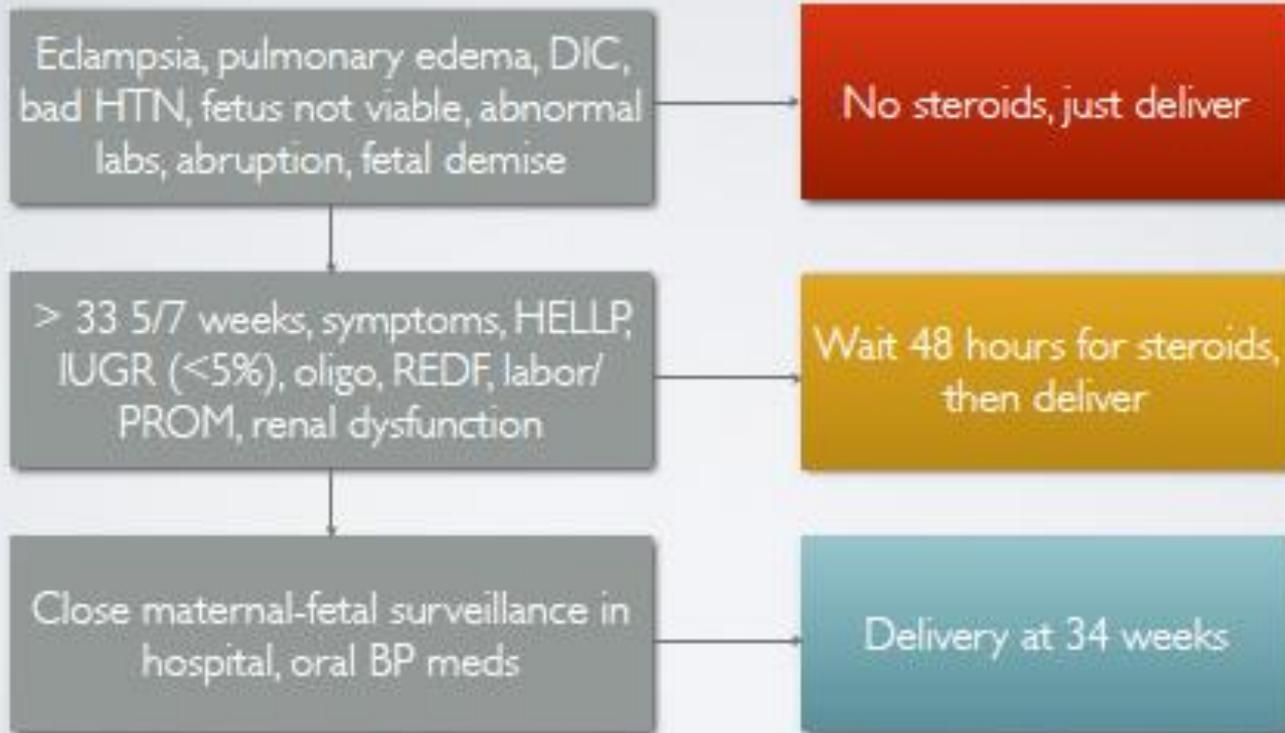 Eclampsia, pulmonary edema, DIC,
bad HTN, fetus not viable, abnormal
labs, abruption, fetal demise
No steroids, just deliver
> 33 5/7 weeks, symptoms, HELLP,
IUGR (<5%), oligo, REDF, labor/
PROM, renal dysfunction
Wait 48 hours for steroids,
then deliver
Close maternal-fetal surveillance in
hospital, oral BP meds
Delivery at 34 weeks